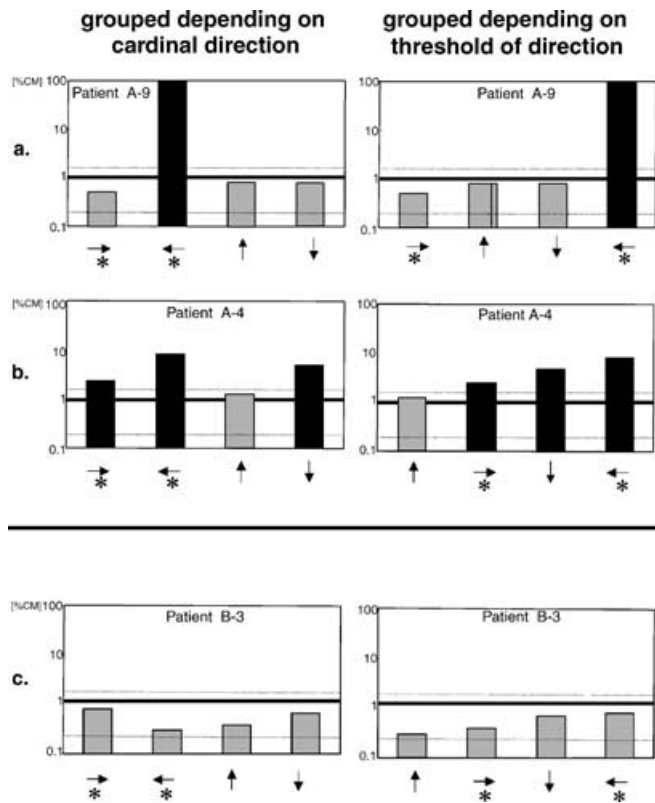 grouped depending on
cardinal direction
grouped depending on
threshold of direction
a.
[%CM] 100
10
1
0.1
Patient A-9
→ ← ↑ ↓
* *
100
10
1
0.1
Patient A-9
→ ↑ ↓ ←
* *
b.
100
10
1
0.1
Patient A-4
→ ← ↑ ↓
* *
100
10
1
0.1
Patient A-4
↑ → ↓ ←
* *
c.
[%CM] 100
10
1
0.1
Patient B-3
→ ← ↑ ↓
* *
100
10
1
0.1
Patient B-3
↑ → ↓ ←
* *